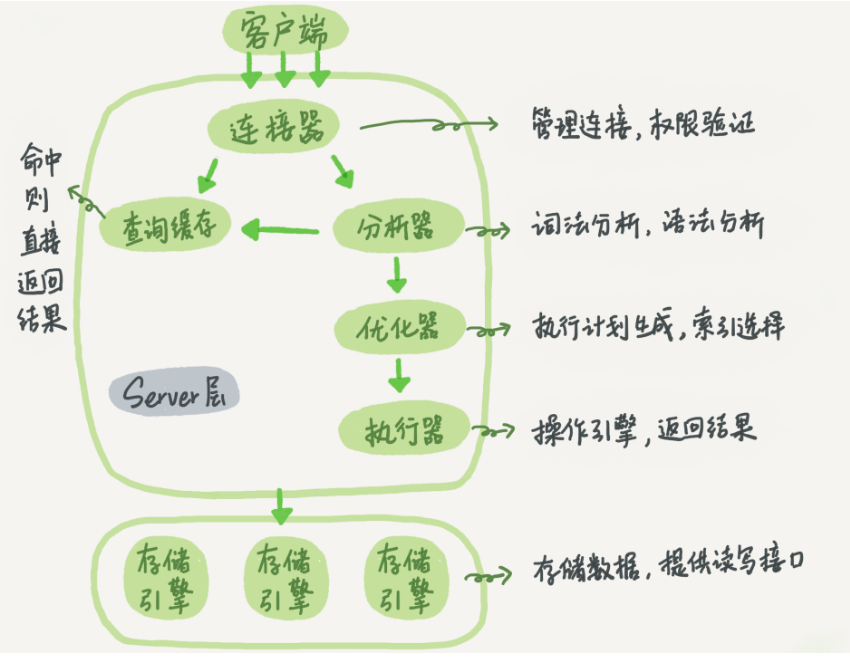 客户端
连接器
管理连接，权限验证
命中
则
直接
返回
结果
查询缓存
分析器
词法分析，语法分析
优化器
执行计划生成，索引选择
Server层
执行器
操作引擎，返回结果
存储
引擎
存储
引擎
存储
引擎
存储数据，提供读写接口